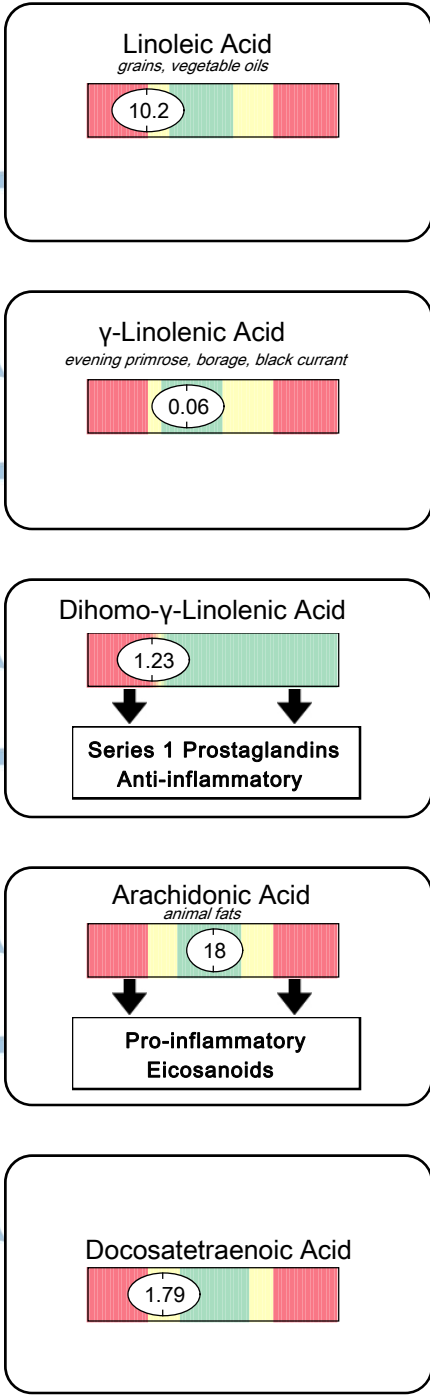 Linoleic Acid
grains, vegetable oils
10.2
γ-Linolenic Acid
evening primrose, borage, black currant
0.06
Dihomo-γ-Linolenic Acid
1.23
Series 1 Prostaglandins
Anti-inflammatory
Arachidonic Acid
animal fats
18
Pro-inflammatory
Eicosanoids
Docosatetraenoic Acid
1.79